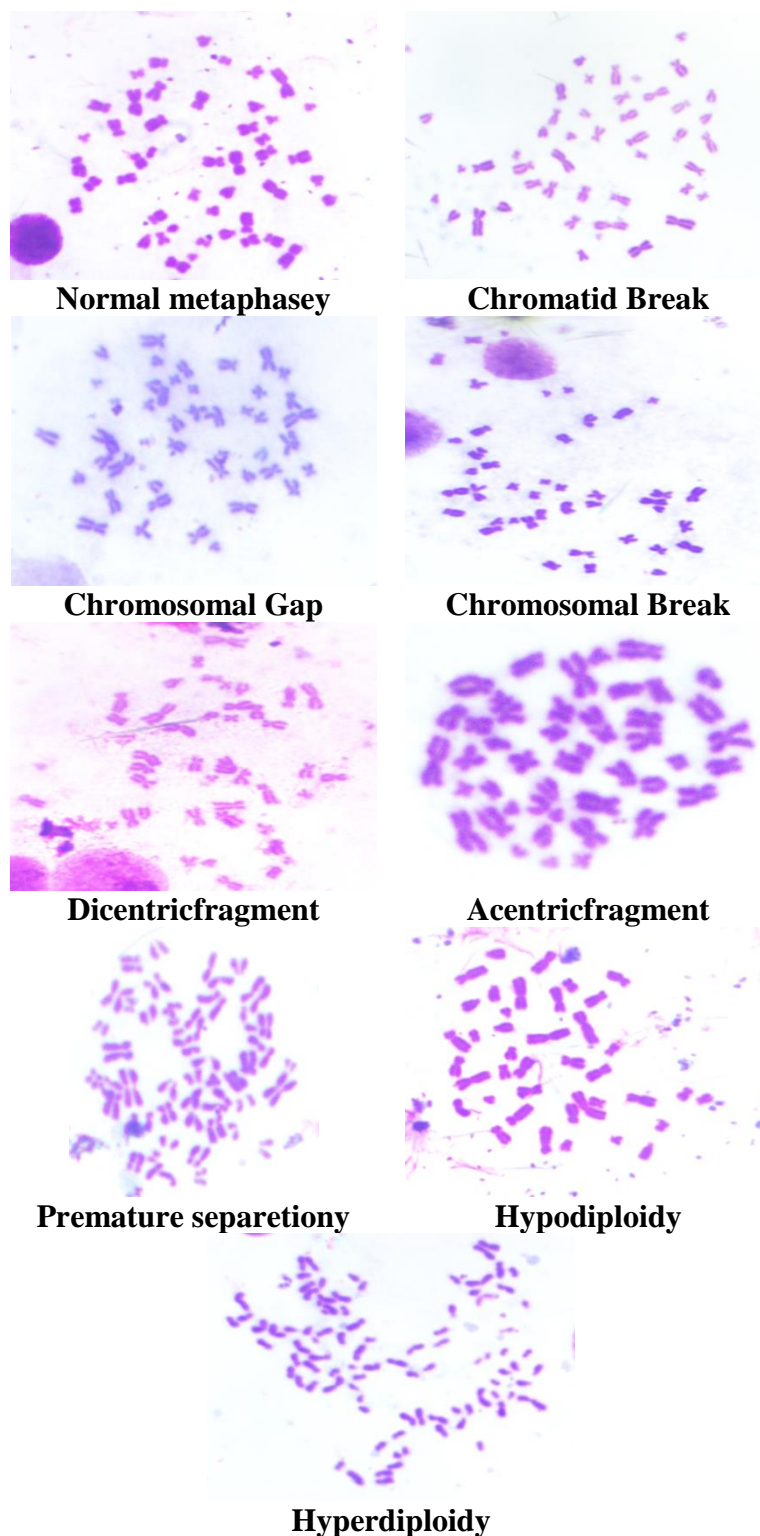 Normal metaphasey
Chromatid Break
Chromosomal Gap
Chromosomal Break
Dicentricfragment
Acentricfragment
Premature separetiony
Hypodiploidy
Hyperdiploidy